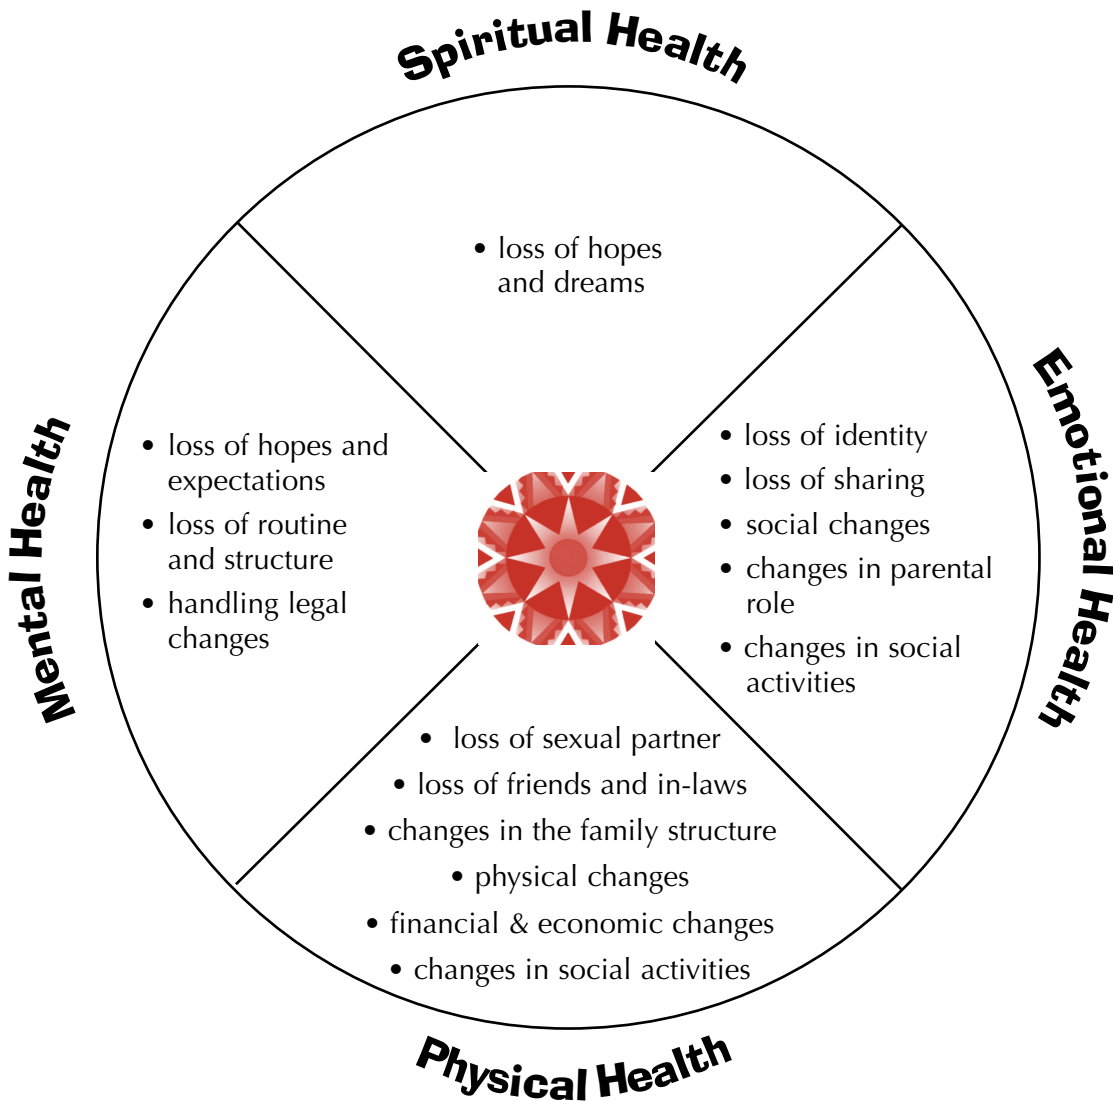 Spiritual Health
• loss of hopes
and dreams
Emotional Health
• loss of identity
• loss of sharing
• social changes
• changes in parental
role
• changes in social
activities
Physical Health
• loss of sexual partner
• loss of friends and in-laws
• changes in the family structure
• physical changes
• financial & economic changes
• changes in social activities
Mental Health
• loss of hopes and
expectations
• loss of routine
and structure
• handling legal
changes